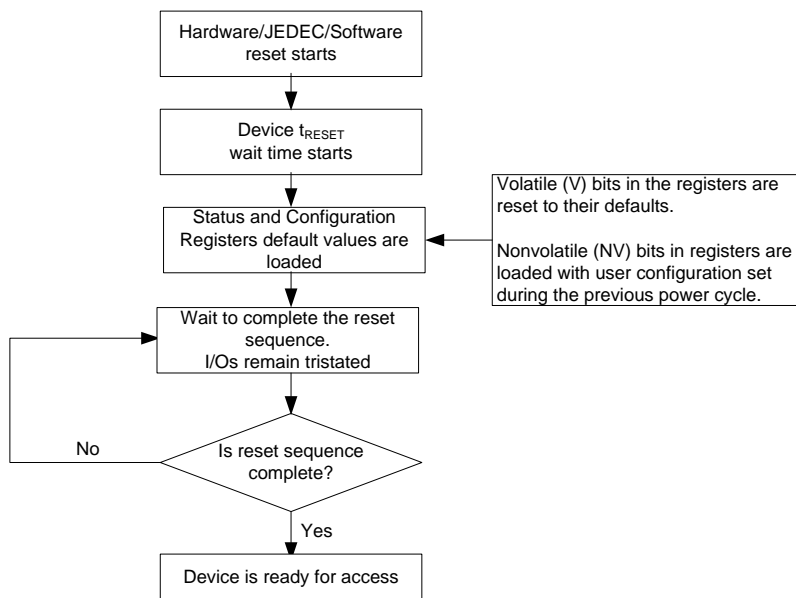 Hardware/JEDEC/Software
reset starts
Device tRESET
wait time starts
Status and Configuration
Registers default values are
loaded
Volatile (V) bits in the registers are
reset to their defaults.
Nonvolatile (NV) bits in registers are
loaded with user configuration set
during the previous power cycle.
Wait to complete the reset
sequence.
I/Os remain tristated
No
Is reset sequence
complete?
Yes
Device is ready for access